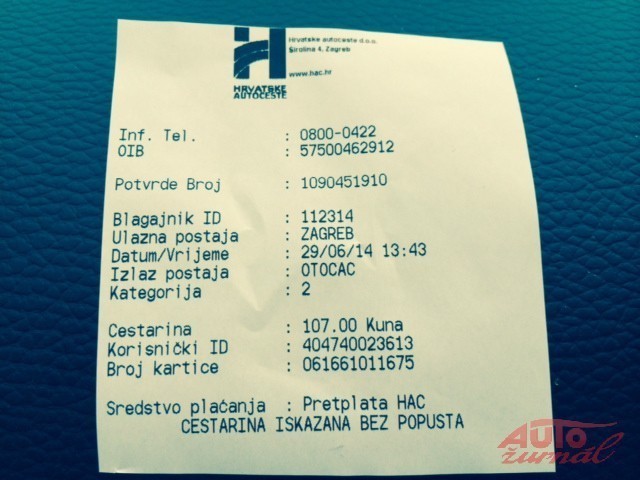 Hrvatske autoceste d.o.o.
Širolina 4, Zagreb
www.hac.hr
HRVATSKE
AUTOCESTE
Inf. Tel. : 0800-0422
OIB : 57500462912
Potvrde Broj : 1090451910
Blagajnik ID : 112314
Ulazna postaja : ZAGREB
Datum/Vrijeme : 29/06/14 13:43
Izlaz postaja : OTOCAC
Kategorija : 2
Cestarina : 107.00 Kuna
Korisnički ID : 404740023613
Broj kartice : 061661011675
Sredstvo plaćanja : Pretplata HAC
CESTARINA ISKAZANA BEZ POPUSTA
AUTO
žurnál